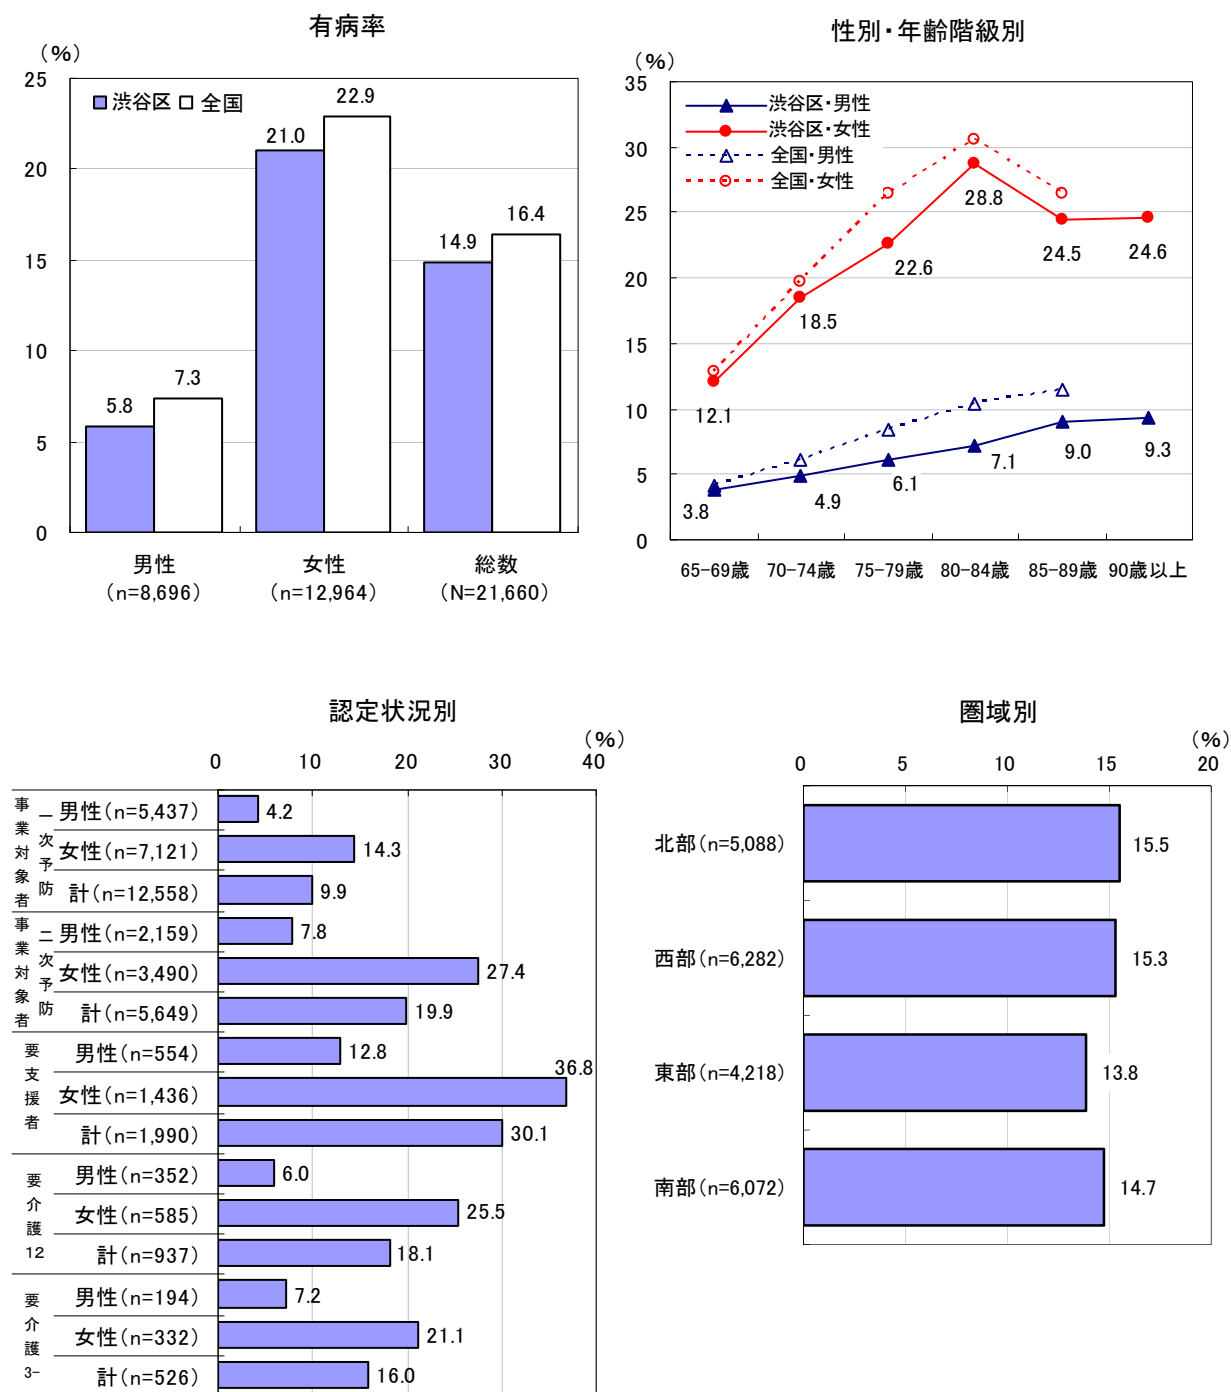 有病率
(%)
25
20
15
10
5
0
渋谷区 全国
5.8
7.3
21.0
22.9
14.9
16.4
男性
(n=8,696)
女性
(n=12,964)
総数
(N=21,660)
性別・年齢階級別
(%)
35
30
25
20
15
10
5
0
渋谷区・男性
渋谷区・女性
全国・男性
全国・女性
12.1
18.5
22.6
28.8
24.5
24.6
3.8
4.9
6.1
7.1
9.0
9.3
65-69歳 70-74歳 75-79歳 80-84歳 85-89歳 90歳以上
認定状況別
(%)
0 10 20 30 40
一次予防
事業対象者
男性(n=5,437) 4.2
女性(n=7,121) 14.3
計(n=12,558) 9.9
二次予防
事業対象者
男性(n=2,159) 7.8
女性(n=3,490) 27.4
計(n=5,649) 19.9
要支援者
男性(n=554) 12.8
女性(n=1,436) 36.8
計(n=1,990) 30.1
要介護12
男性(n=352) 6.0
女性(n=585) 25.5
計(n=937) 18.1
要介護3-
男性(n=194) 7.2
女性(n=332) 21.1
計(n=526) 16.0
圏域別
(%)
0 5 10 15 20
北部(n=5,088) 15.5
西部(n=6,282) 15.3
東部(n=4,218) 13.8
南部(n=6,072) 14.7